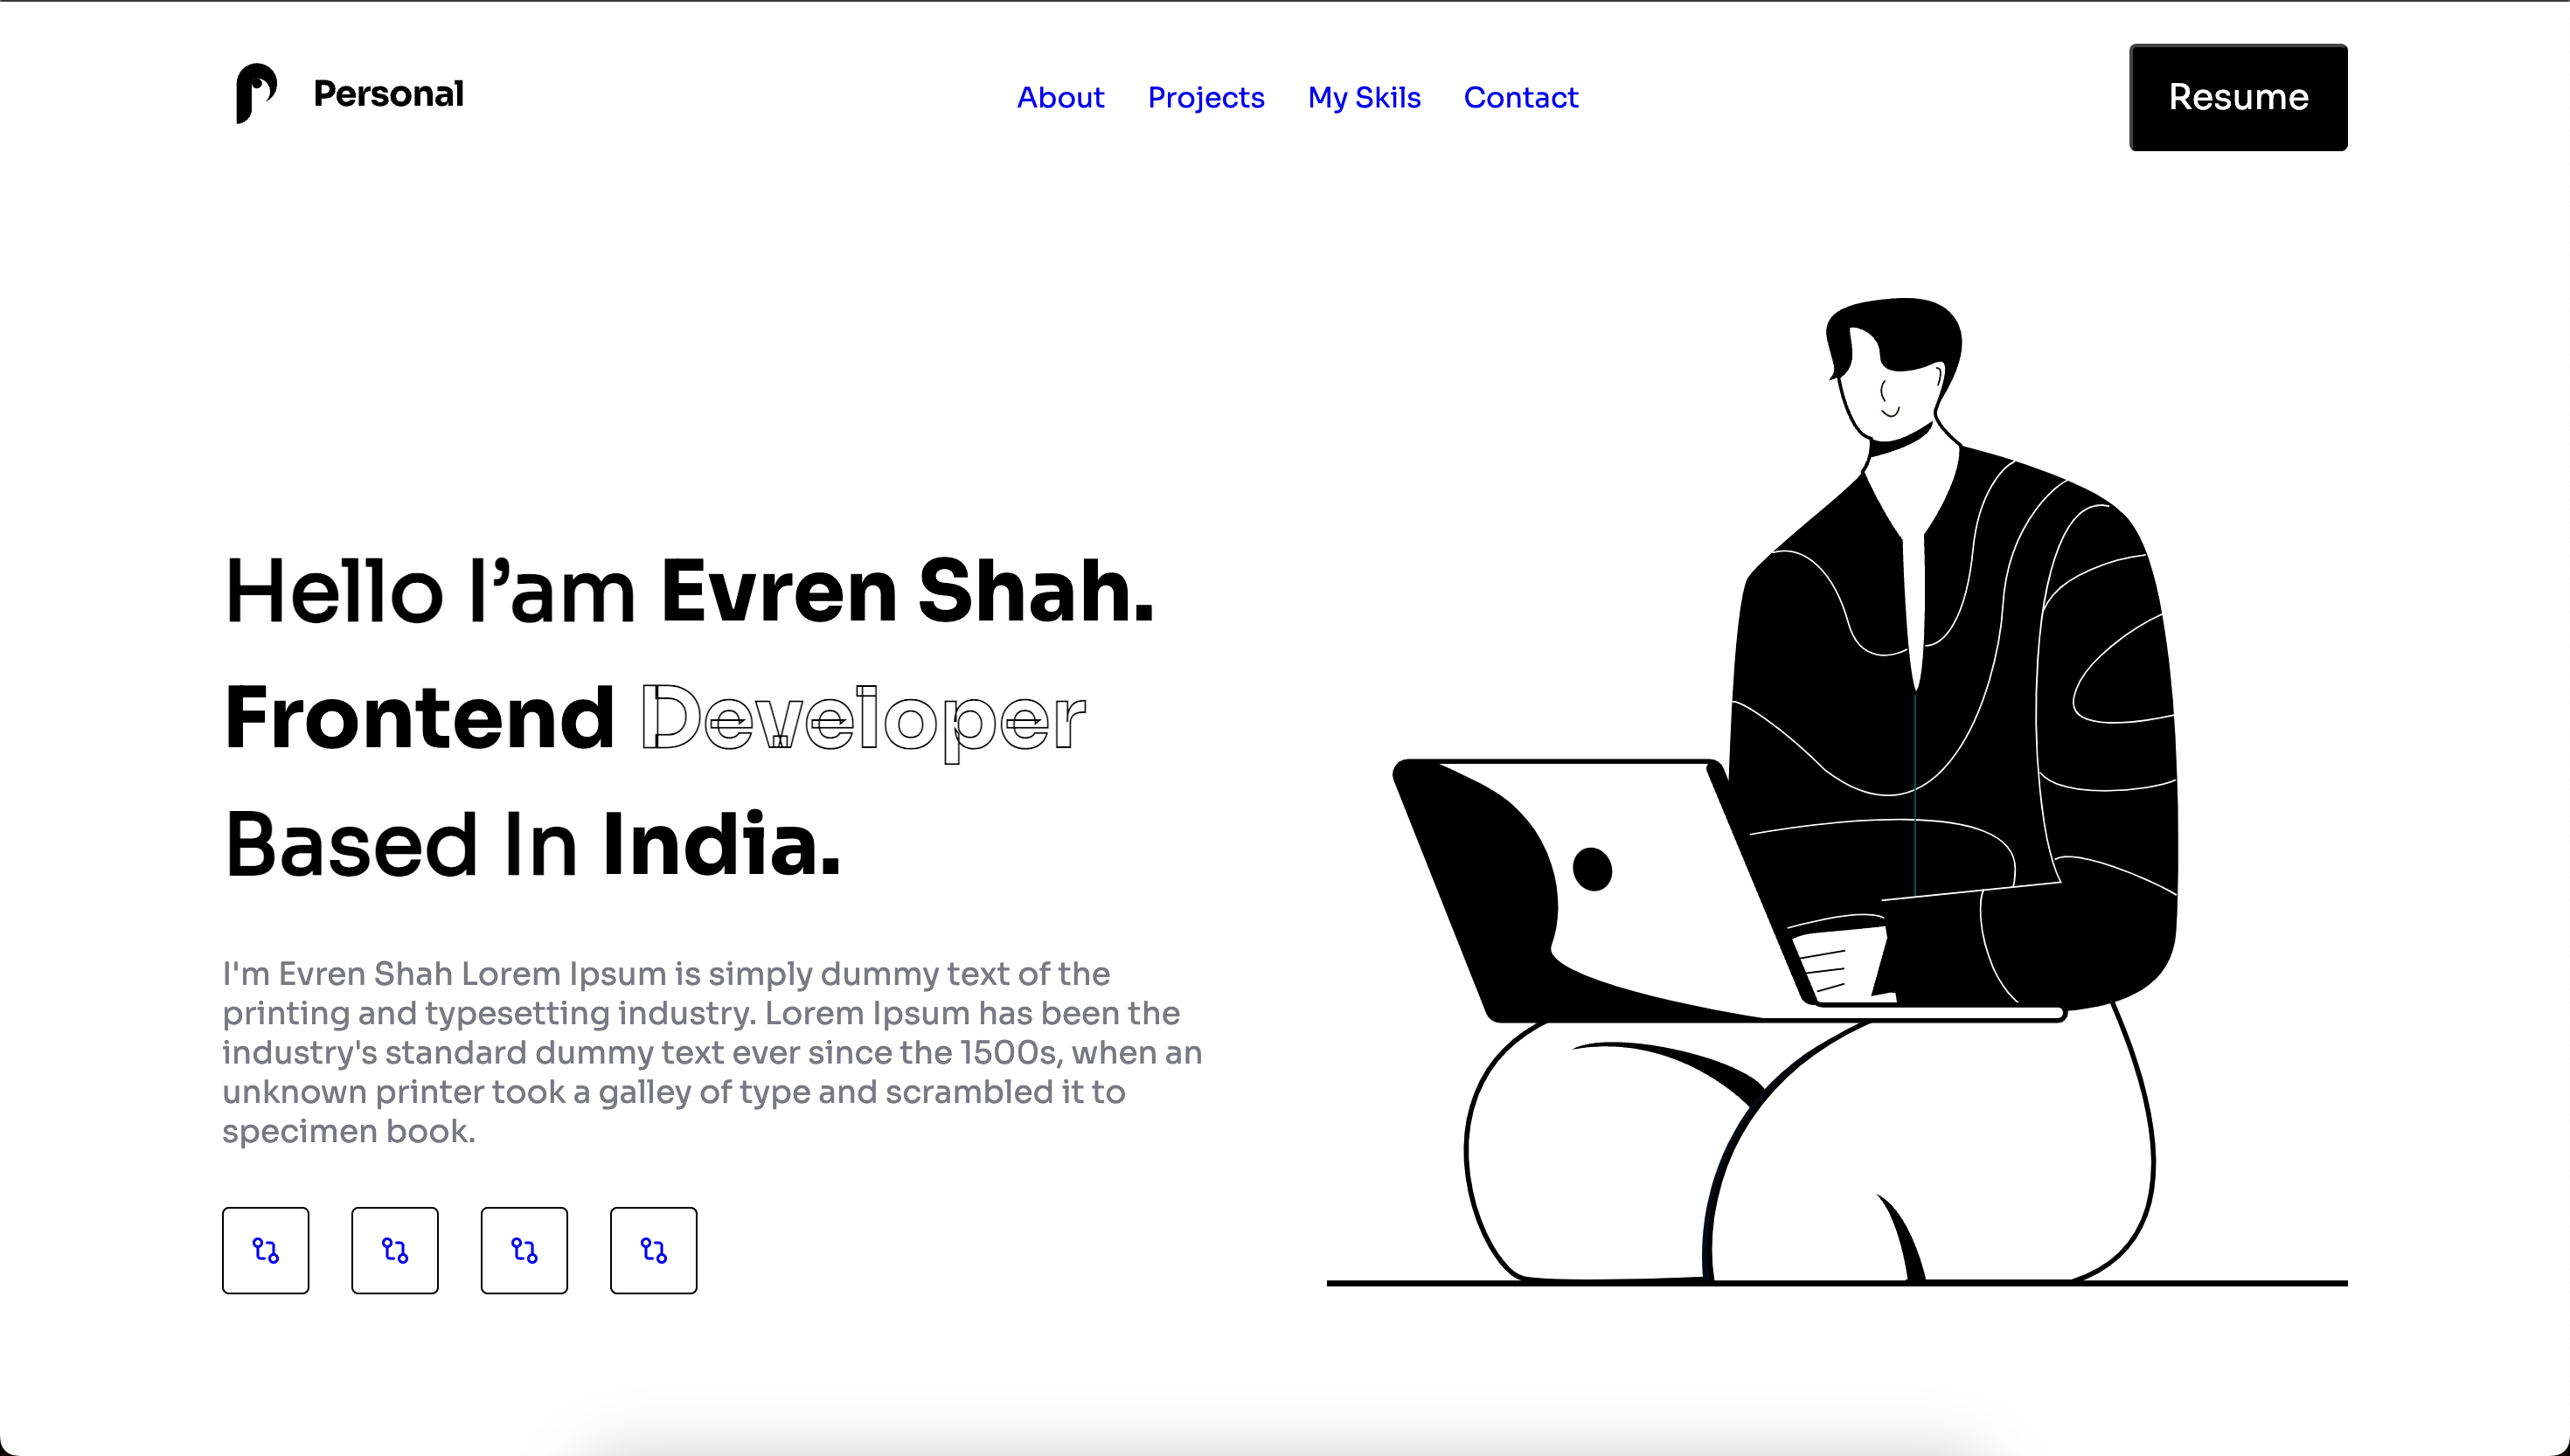 Personal
About Projects My Skils Contact
Resume
Hello I’am Evren Shah.
Frontend Developer
Based In India.
I'm Evren Shah Lorem Ipsum is simply dummy text of the
printing and typesetting industry. Lorem Ipsum has been the
industry's standard dummy text ever since the 1500s, when an
unknown printer took a galley of type and scrambled it to
specimen book.